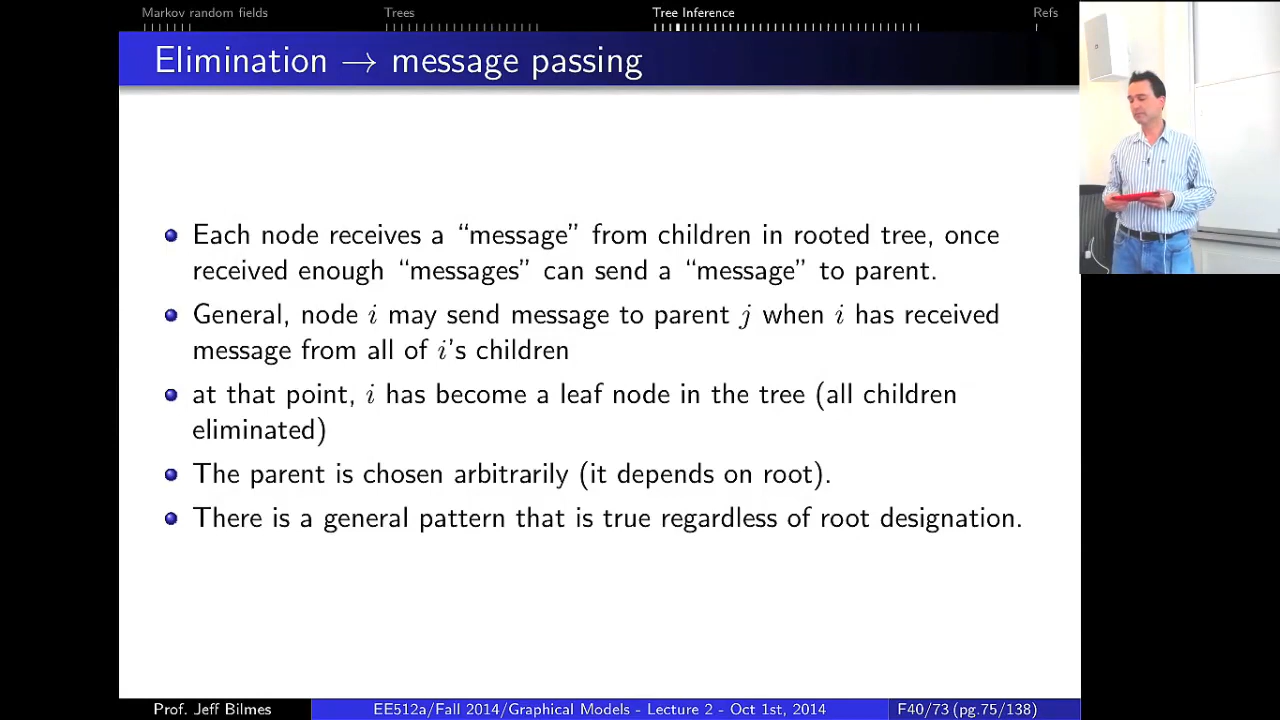 Markov random fields Trees Tree Inference Refs
Elimination → message passing
Each node receives a “message” from children in rooted tree, once
received enough “messages” can send a “message” to parent.
General, node i may send message to parent j when i has received
message from all of i’s children
at that point, i has become a leaf node in the tree (all children
eliminated)
The parent is chosen arbitrarily (it depends on root).
There is a general pattern that is true regardless of root designation.
Prof. Jeff Bilmes EE512a/Fall 2014/Graphical Models - Lecture 2 - Oct 1st, 2014 F40/73 (pg.75/138)